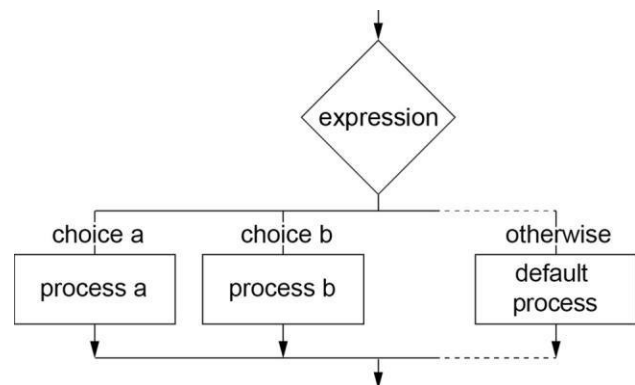 expression
choice a
choice b
otherwise
process a
process b
default
process